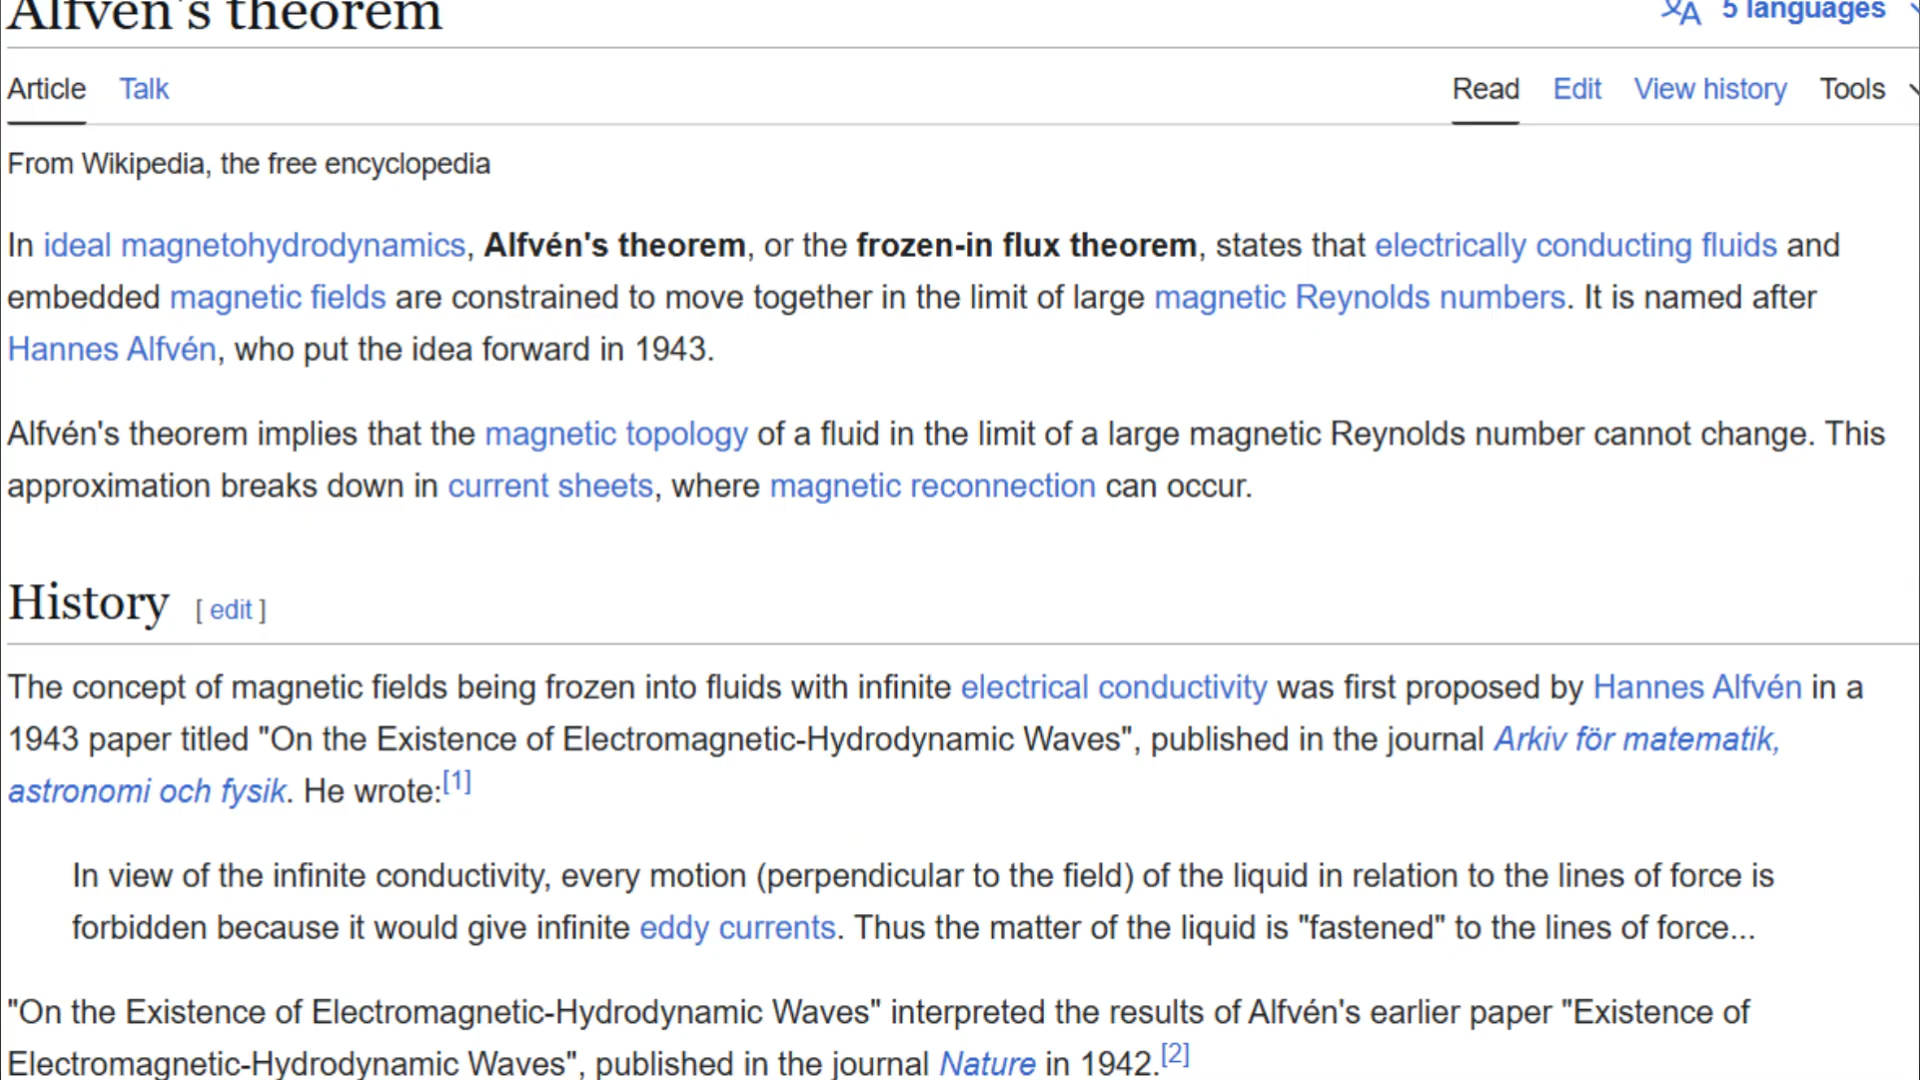 Alfvén's theorem
5 languages
Article Talk Read Edit View history Tools
From Wikipedia, the free encyclopedia
In ideal magnetohydrodynamics, Alfvén's theorem, or the frozen-in flux theorem, states that electrically conducting fluids and
embedded magnetic fields are constrained to move together in the limit of large magnetic Reynolds numbers. It is named after
Hannes Alfvén, who put the idea forward in 1943.
Alfvén's theorem implies that the magnetic topology of a fluid in the limit of a large magnetic Reynolds number cannot change. This
approximation breaks down in current sheets, where magnetic reconnection can occur.
History [ edit ]
The concept of magnetic fields being frozen into fluids with infinite electrical conductivity was first proposed by Hannes Alfvén in a
1943 paper titled "On the Existence of Electromagnetic-Hydrodynamic Waves", published in the journal Arkiv för matematik,
astronomi och fysik. He wrote:[1]
In view of the infinite conductivity, every motion (perpendicular to the field) of the liquid in relation to the lines of force is
forbidden because it would give infinite eddy currents. Thus the matter of the liquid is "fastened" to the lines of force...
"On the Existence of Electromagnetic-Hydrodynamic Waves" interpreted the results of Alfvén's earlier paper "Existence of
Electromagnetic-Hydrodynamic Waves", published in the journal Nature in 1942.[2]